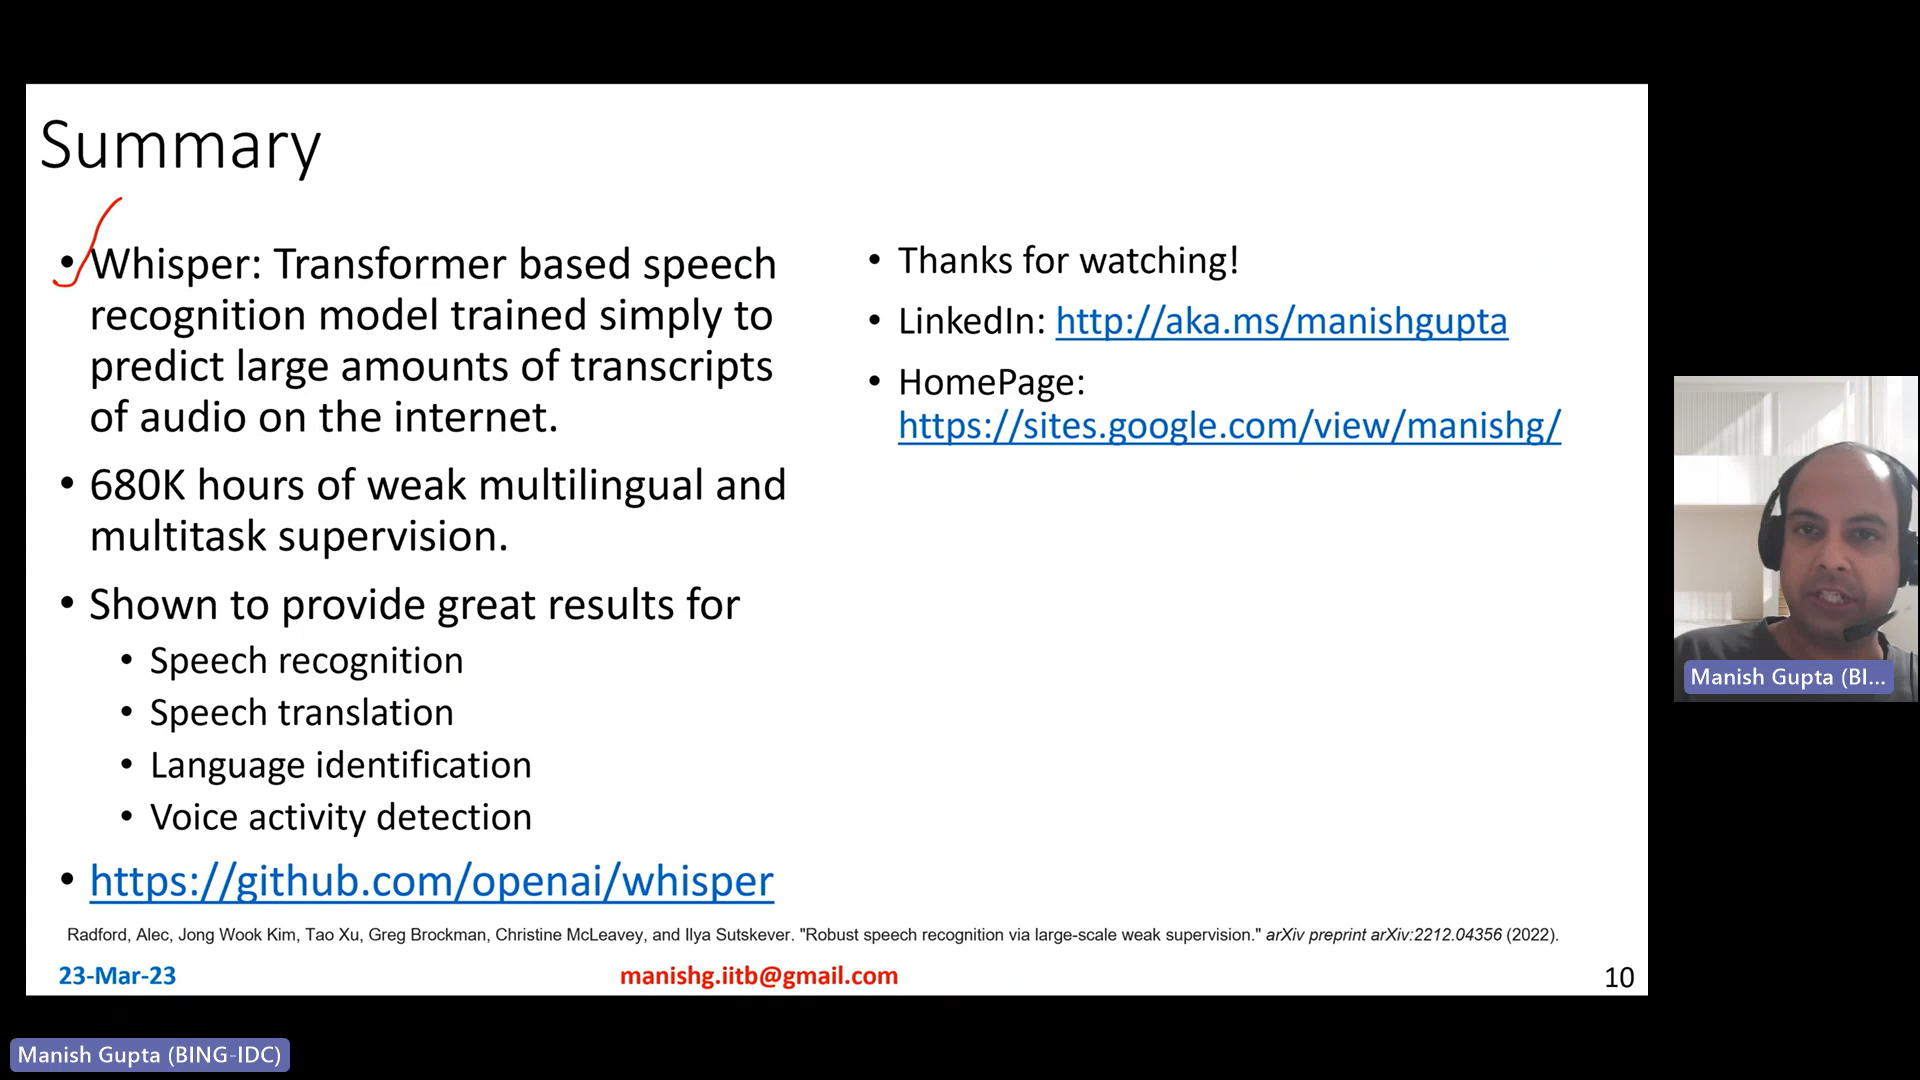 Summary
• Whisper: Transformer based speech
recognition model trained simply to
predict large amounts of transcripts
of audio on the internet.
• 680K hours of weak multilingual and
multitask supervision.
• Shown to provide great results for
• Speech recognition
• Speech translation
• Language identification
• Voice activity detection
• https://github.com/openai/whisper
• Thanks for watching!
• LinkedIn: http://aka.ms/manishgupta
• HomePage:
https://sites.google.com/view/manishg/
Radford, Alec, Jong Wook Kim, Tao Xu, Greg Brockman, Christine McLeavey, and Ilya Sutskever. "Robust speech recognition via large-scale weak supervision." arXiv preprint arXiv:2212.04356 (2022).
23-Mar-23
manishg.iitb@gmail.com
10
Manish Gupta (BI...
Manish Gupta (BING-IDC)